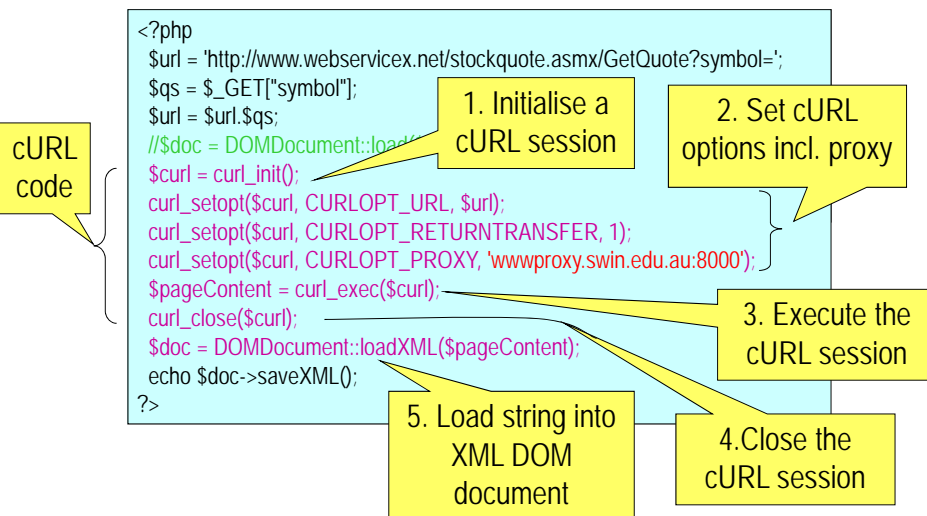 <?php
$url = 'http://www.webservicex.net/stockquote.asmx/GetQuote?symbol=';
$qs = $_GET["symbol"];
$url = $url.$qs;
//$doc = DOMDocument::load(
$curl = curl_init();
curl_setopt($curl, CURLOPT_URL, $url);
curl_setopt($curl, CURLOPT_RETURNTRANSFER, 1);
curl_setopt($curl, CURLOPT_PROXY, 'wwwproxy.swin.edu.au:8000');
$pageContent = curl_exec($curl);
curl_close($curl);
$doc = DOMDocument::loadXML($pageContent);
echo $doc->saveXML();
?>
cURL
code
1. Initialise a
cURL session
2. Set cURL
options incl. proxy
3. Execute the
cURL session
4.Close the
cURL session
5. Load string into
XML DOM
document